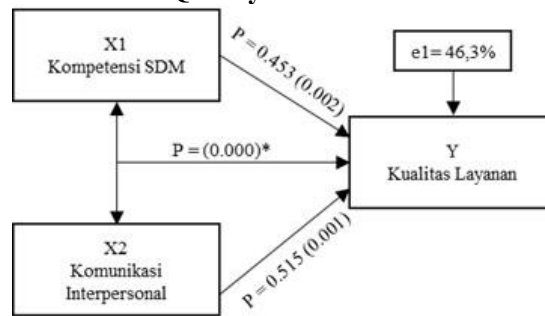 X1
Kompetensi SDM
P = 0.453 (0.002)
e1= 46,3%
P = (0.000)*
Y
Kualitas Layanan
X2
Komunikasi
Interpersonal
P = 0.515 (0.001)